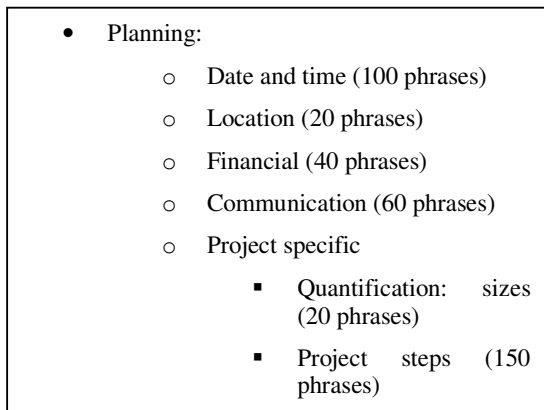 • Planning:
o Date and time (100 phrases)
o Location (20 phrases)
o Financial (40 phrases)
o Communication (60 phrases)
o Project specific
▪ Quantification: sizes
(20 phrases)
▪ Project steps (150
phrases)